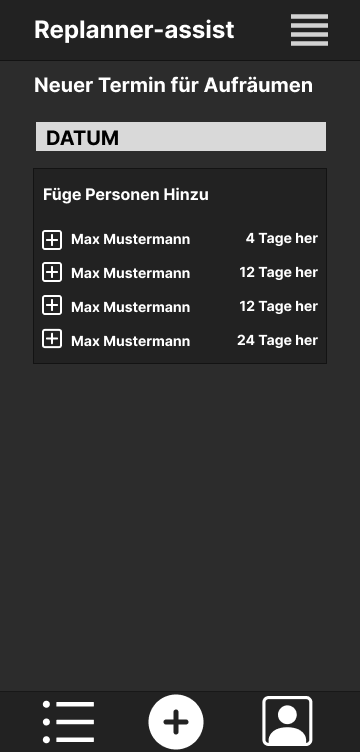 Replanner-assist
Neuer Termin für Aufräumen
DATUM
Füge Personen Hinzu
Max Mustermann 4 Tage her
Max Mustermann 12 Tage her
Max Mustermann 12 Tage her
Max Mustermann 24 Tage her